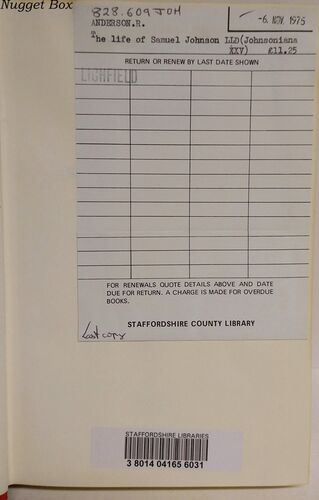 Nugget Box
828.609 JOH
-6. NOV. 1975
ANDERSON.R.
The life of Samuel Johnson LLD(Johnsoniana
XXV) £11.25
RETURN OR RENEW BY LAST DATE SHOWN
LICHFIELD
FOR RENEWALS QUOTE DETAILS ABOVE AND DATE
DUE FOR RETURN. A CHARGE IS MADE FOR OVERDUE
BOOKS.
STAFFORDSHIRE COUNTY LIBRARY
Last copy
STAFFORDSHIRE LIBRARIES
3 8014 04165 6031